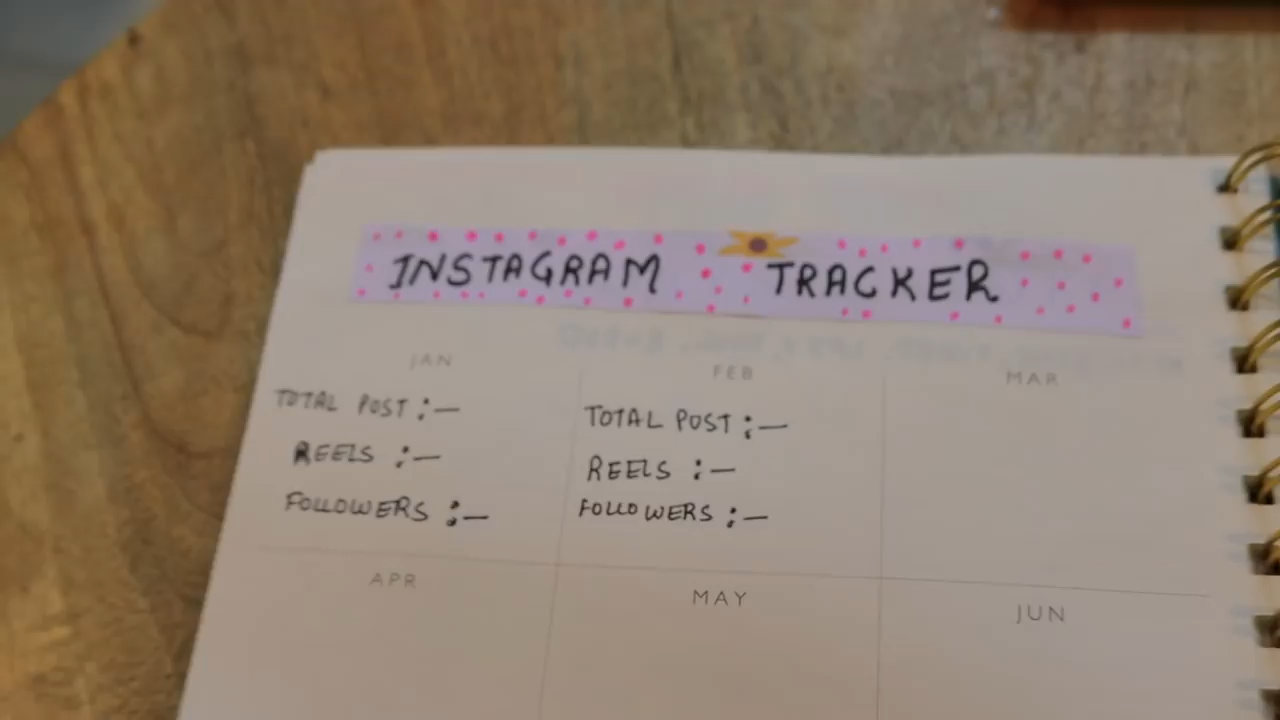 INSTAGRAM TRACKER
JAN
TOTAL POST :—
REELS :—
FOLLOWERS :—
FEB
TOTAL POST :—
REELS :—
FOLLOWERS :—
MAR
APR
MAY
JUN